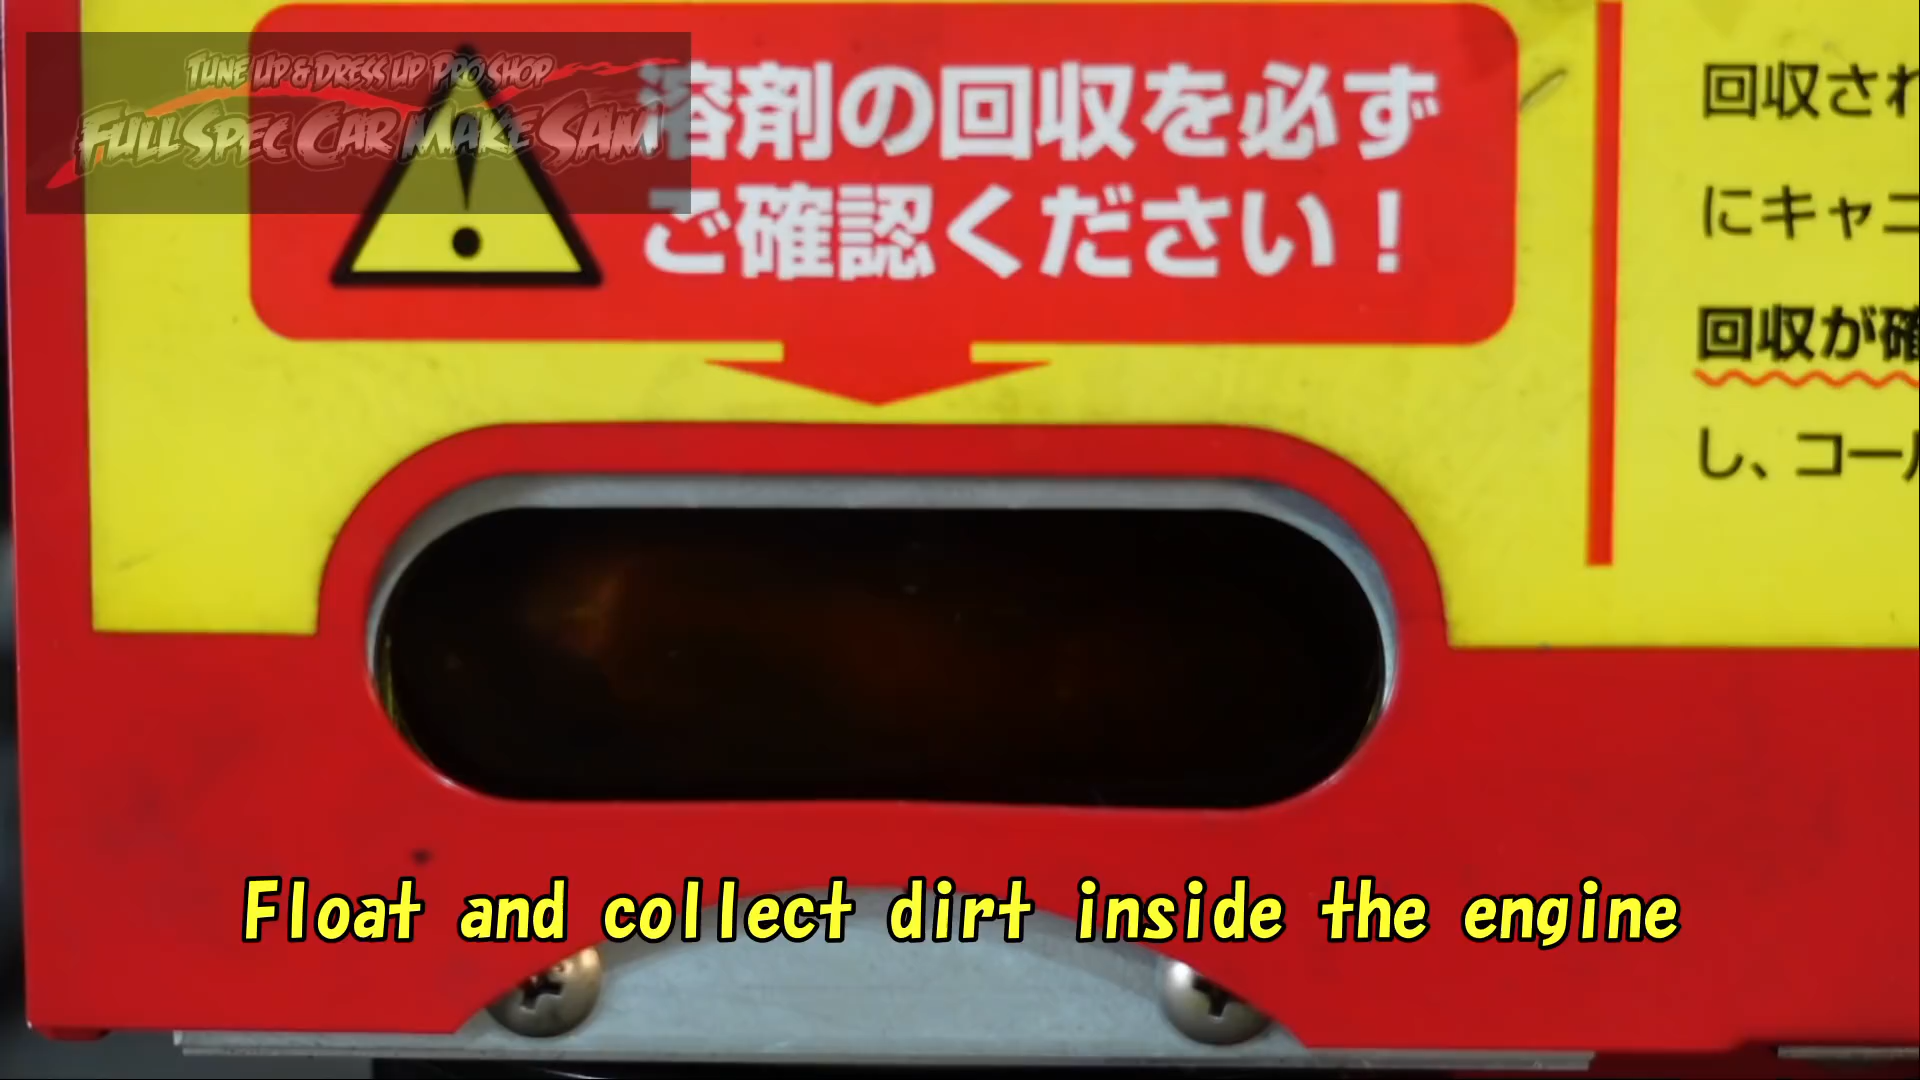 TUNE UP & DRESS UP PRO SHOP
FULL SPEC CAR MAKE SAM
溶剤の回収を必ず
ご確認ください！
回収され
にキャニ
回収が確
し、コール
Float and collect dirt inside the engine